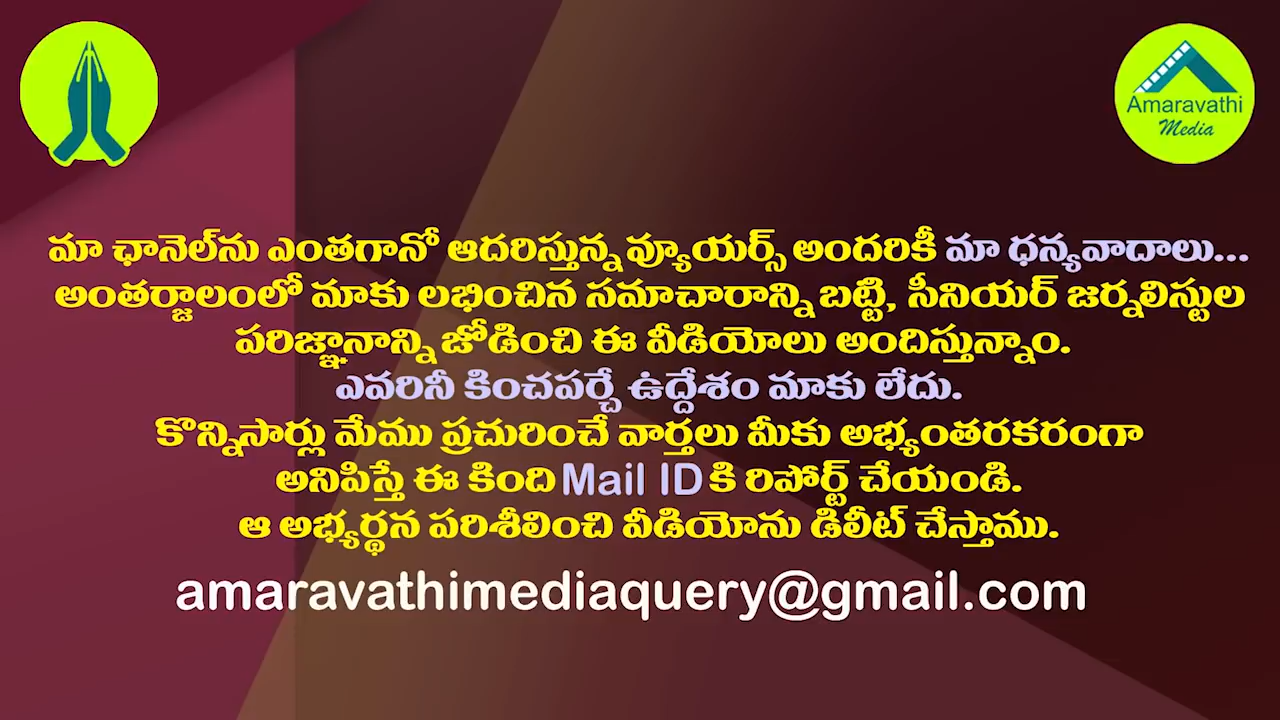 Amaravathi
Media
మా ఛానెల్‌ను ఎంతగానో ఆదరిస్తున్న వ్యూయర్స్ అందరికీ మా ధన్యవాదాలు...
అంతర్జాలంలో మాకు లభించిన సమాచారాన్ని బట్టి, సీనియర్ జర్నలిస్టుల
పరిజ్ఞానాన్ని జోడించి ఈ వీడియోలు అందిస్తున్నాం.
ఎవరినీ కించపర్చే ఉద్దేశం మాకు లేదు.
కొన్నిసార్లు మేము ప్రచురించే వార్తలు మీకు అభ్యంతరకరంగా
అనిపిస్తే ఈ కింది Mail ID కి రిపోర్ట్ చేయండి.
ఆ అభ్యర్థన పరిశీలించి వీడియోను డిలీట్ చేస్తాము.
amaravathimediaquery@gmail.com